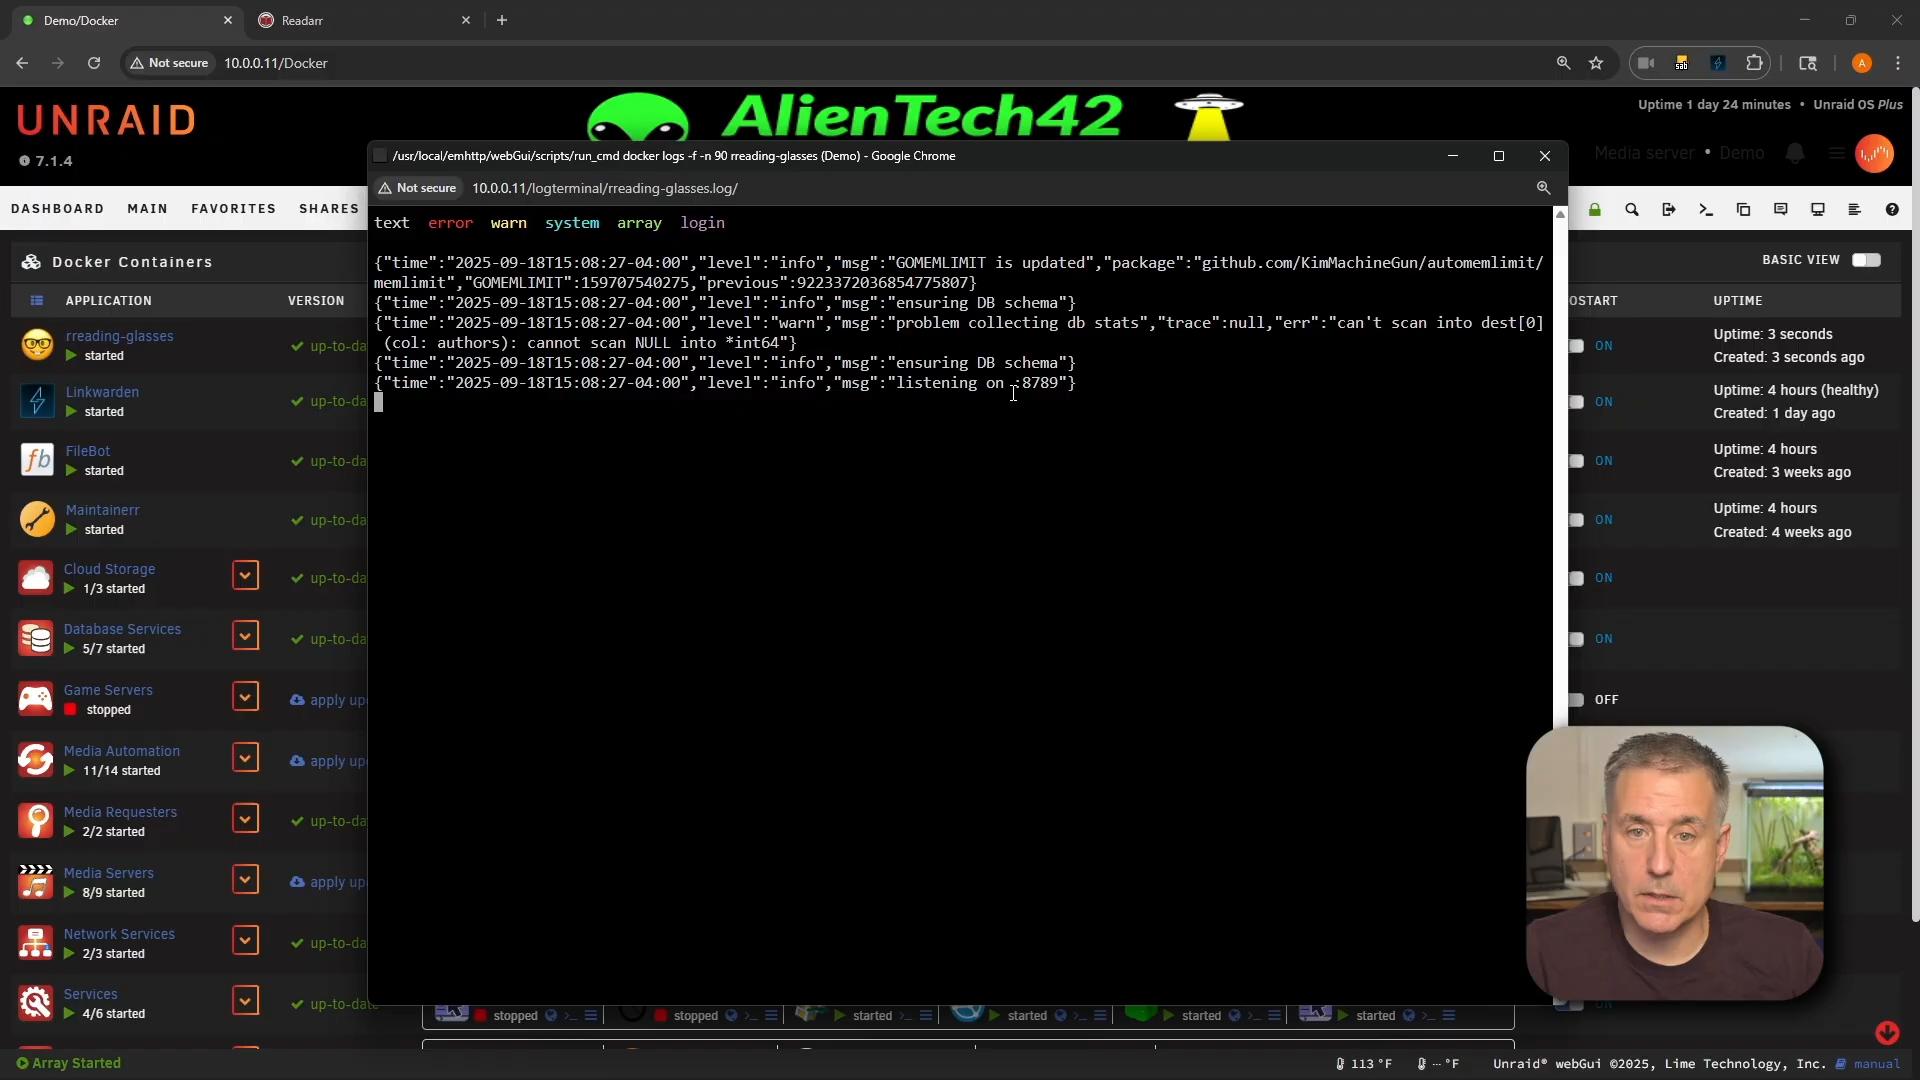 Demo/Docker
Readarr
Not secure
10.0.0.11/Docker
sab
A
UNRAID
7.1.4
AlienTech42
Uptime 1 day 24 minutes • Unraid OS Plus
Media server • Demo
DASHBOARD MAIN FAVORITES SHARES
/usr/local/emhttp/webGui/scripts/run_cmd docker logs -f -n 90 rreading-glasses (Demo) - Google Chrome
Not secure
10.0.0.11/logterminal/rreading-glasses.log/
text error warn system array login
{"time":"2025-09-18T15:08:27-04:00","level":"info","msg":"GOMEMLIMIT is updated","package":"github.com/KimMachineGun/automemlimit/
memlimit","GOMEMLIMIT":159707540275,"previous":9223372036854775807}
{"time":"2025-09-18T15:08:27-04:00","level":"info","msg":"ensuring DB schema"}
{"time":"2025-09-18T15:08:27-04:00","level":"warn","msg":"problem collecting db stats","trace":null,"err":"can't scan into dest[0]
(col: authors): cannot scan NULL into *int64"}
{"time":"2025-09-18T15:08:27-04:00","level":"info","msg":"ensuring DB schema"}
{"time":"2025-09-18T15:08:27-04:00","level":"info","msg":"listening on :8789"}
Docker Containers
BASIC VIEW
APPLICATION VERSION
OSTART UPTIME
rreading-glasses
started
up-to-da
ON
Uptime: 3 seconds
Created: 3 seconds ago
Linkwarden
started
up-to-da
ON
Uptime: 4 hours (healthy)
Created: 1 day ago
fb
FileBot
started
up-to-da
ON
Uptime: 4 hours
Created: 3 weeks ago
Maintainerr
started
up-to-da
ON
Uptime: 4 hours
Created: 4 weeks ago
Cloud Storage
1/3 started
up-to-da
ON
Database Services
5/7 started
up-to-da
ON
Game Servers
stopped
apply up
OFF
Media Automation
11/14 started
apply up
Media Requesters
2/2 started
up-to-da
Media Servers
8/9 started
apply up
Network Services
2/3 started
up-to-da
Services
4/6 started
up-to-date
ON
stopped stopped started started started started
Array Started
113 °F -- °F Unraid® webGui ©2025, Lime Technology, Inc. manual